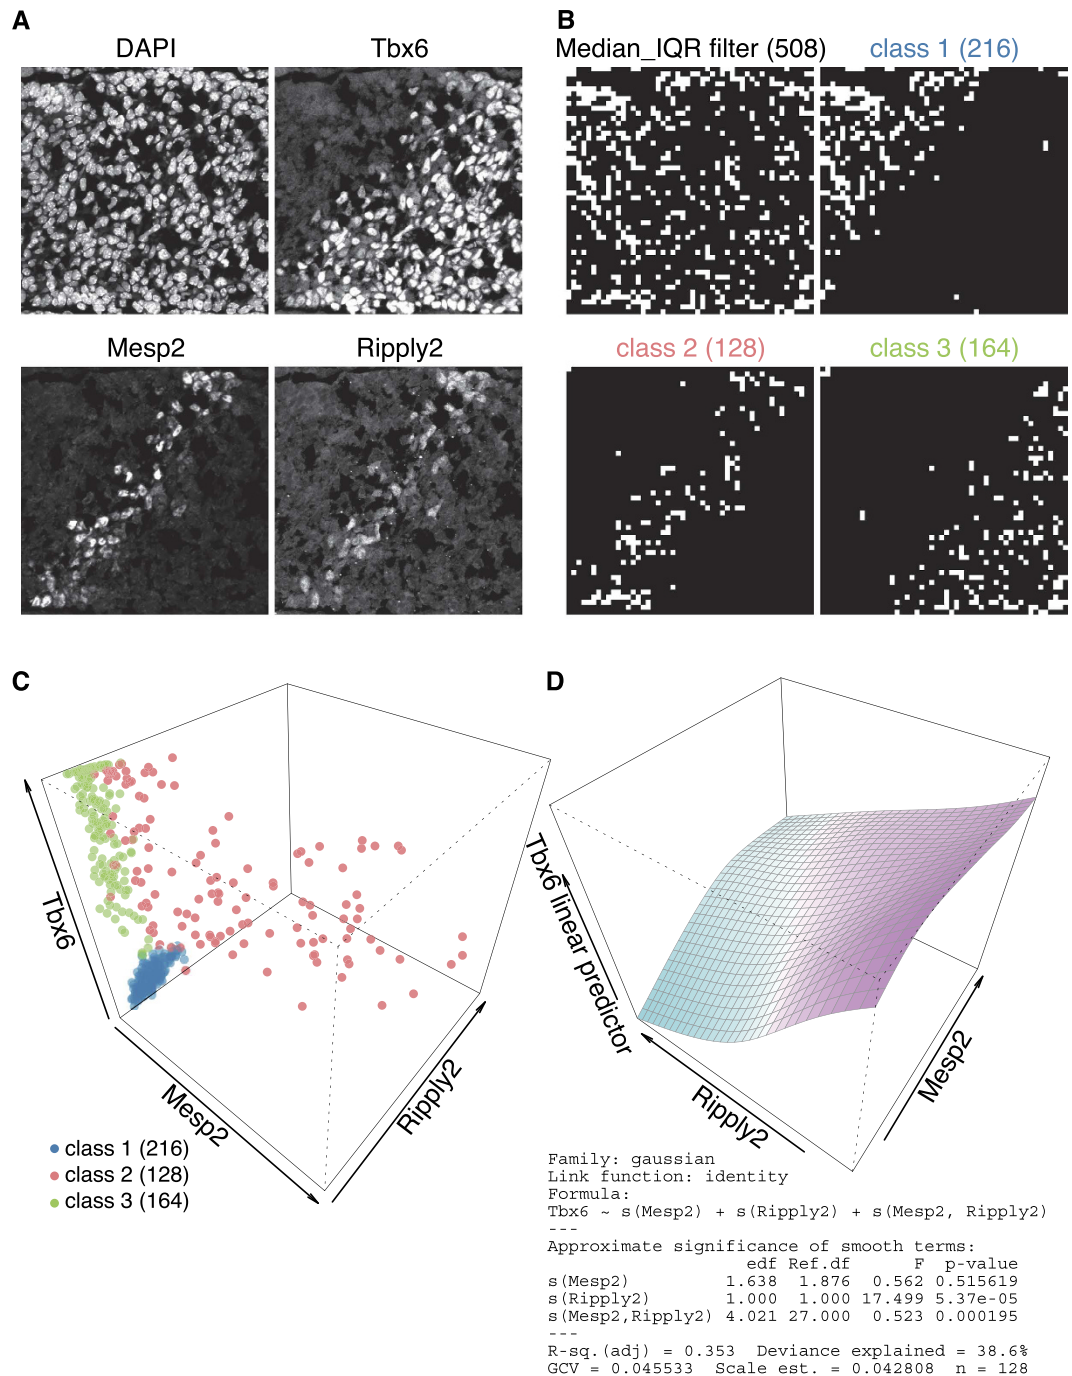 A
DAPI
Tbx6
Mesp2
Ripply2
B
Median_IQR filter (508)
class 1 (216)
class 2 (128)
class 3 (164)
C
Tbx6
Mesp2
Ripply2
class 1 (216)
class 2 (128)
class 3 (164)
D
Tbx6 linear predictor
Ripply2
Mesp2
Family: gaussian
Link function: identity
Formula:
Tbx6 ~ s(Mesp2) + s(Ripply2) + s(Mesp2, Ripply2)
---
Approximate significance of smooth terms:
edf Ref.df F p-value
s(Mesp2) 1.638 1.876 0.562 0.515619
s(Ripply2) 1.000 1.000 17.499 5.37e-05
s(Mesp2,Ripply2) 4.021 27.000 0.523 0.000195
---
R-sq.(adj) = 0.353 Deviance explained = 38.6%
GCV = 0.045533 Scale est. = 0.042808 n = 128